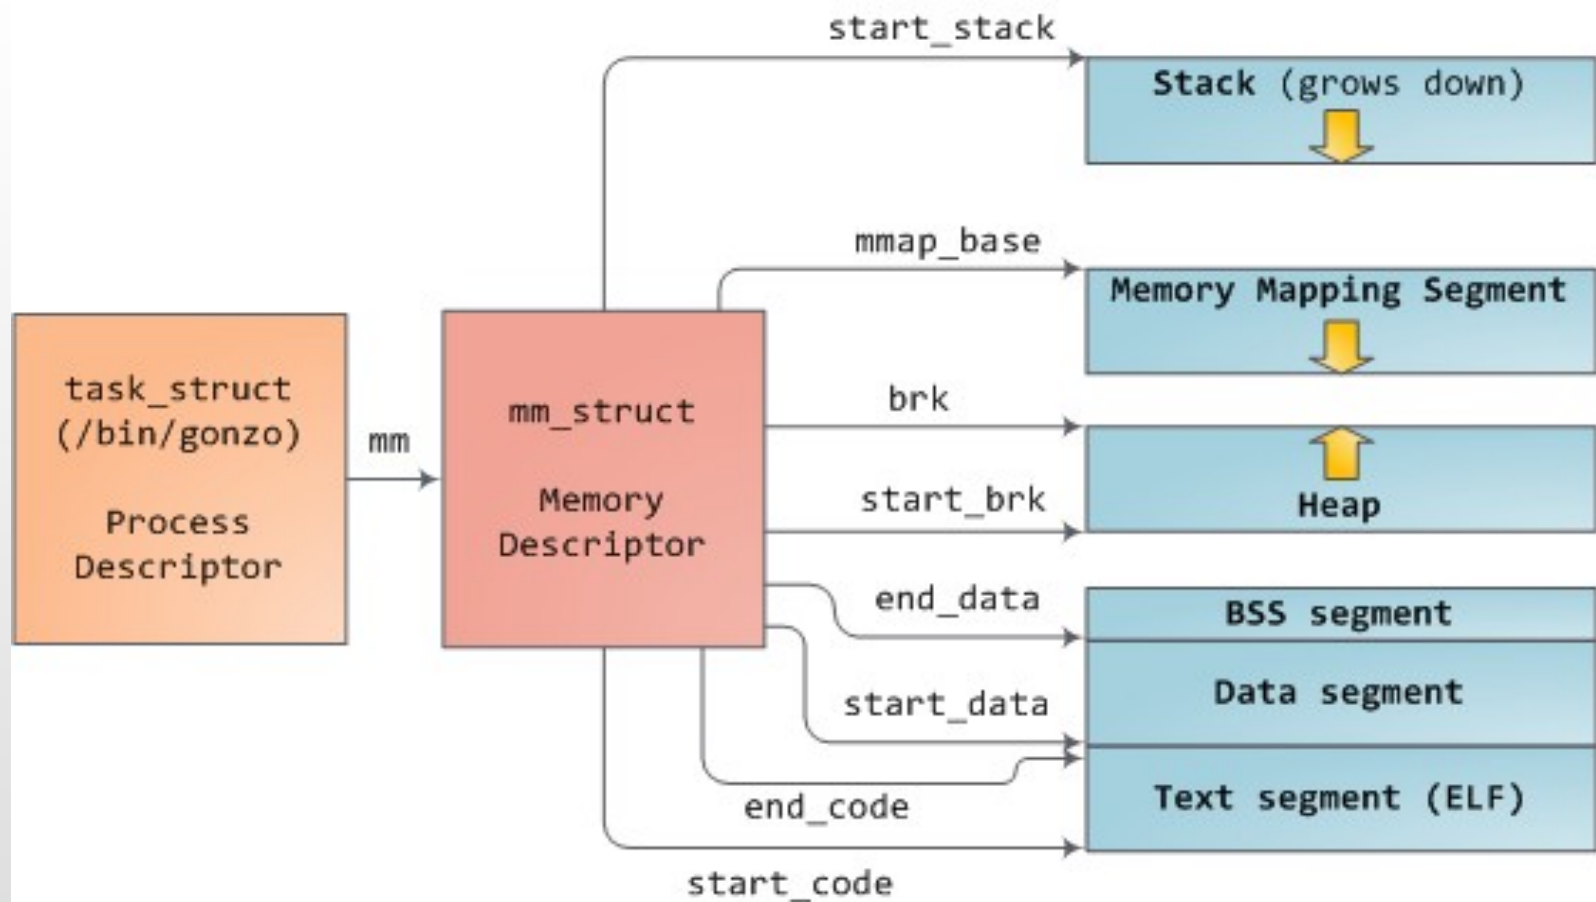 start_stack
Stack (grows down)
mmap_base
Memory Mapping Segment
task_struct
(/bin/gonzo)
Process
Descriptor
mm
mm_struct
Memory
Descriptor
brk
start_brk
Heap
end_data
BSS segment
start_data
Data segment
end_code
Text segment (ELF)
start_code